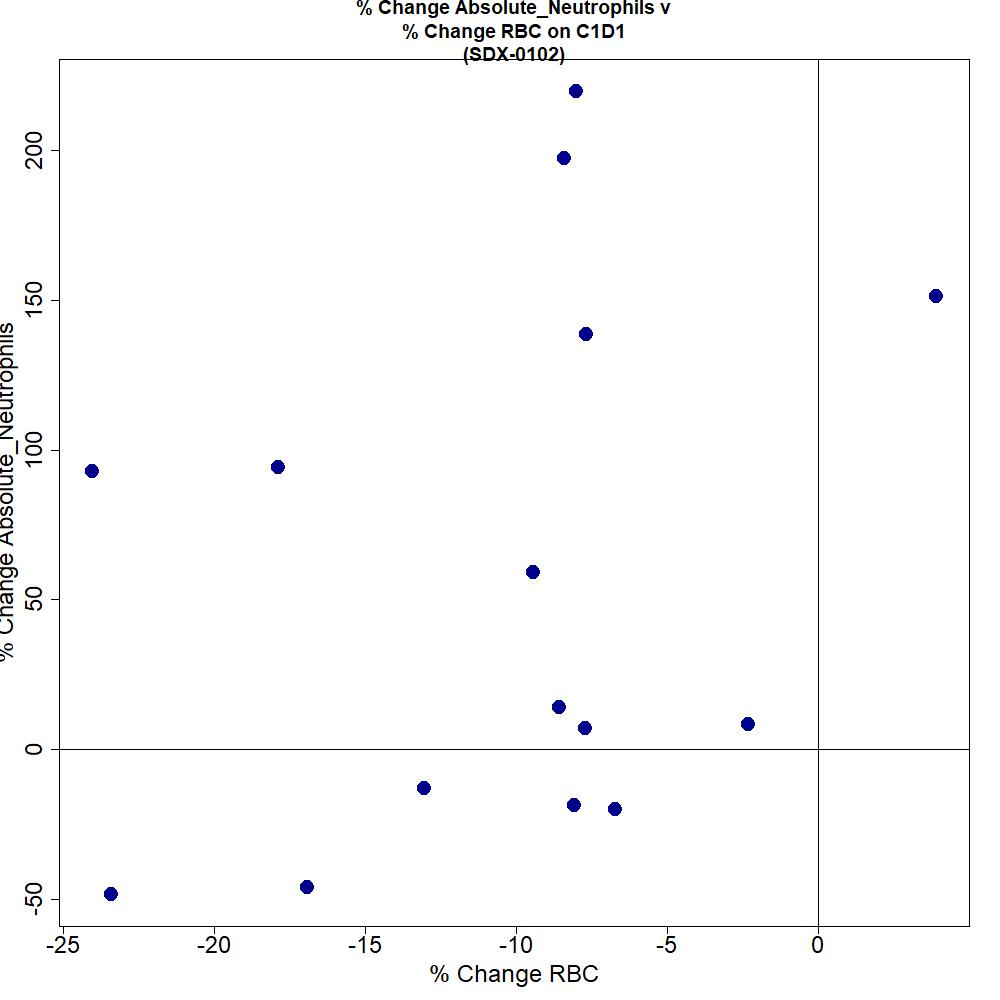 % Change Absolute_Neutrophils v
% Change RBC on C1D1
(SDX-0102)
% Change Absolute_Neutrophils
200
150
100
50
0
-50
-25
-20
-15
-10
-5
0
% Change RBC